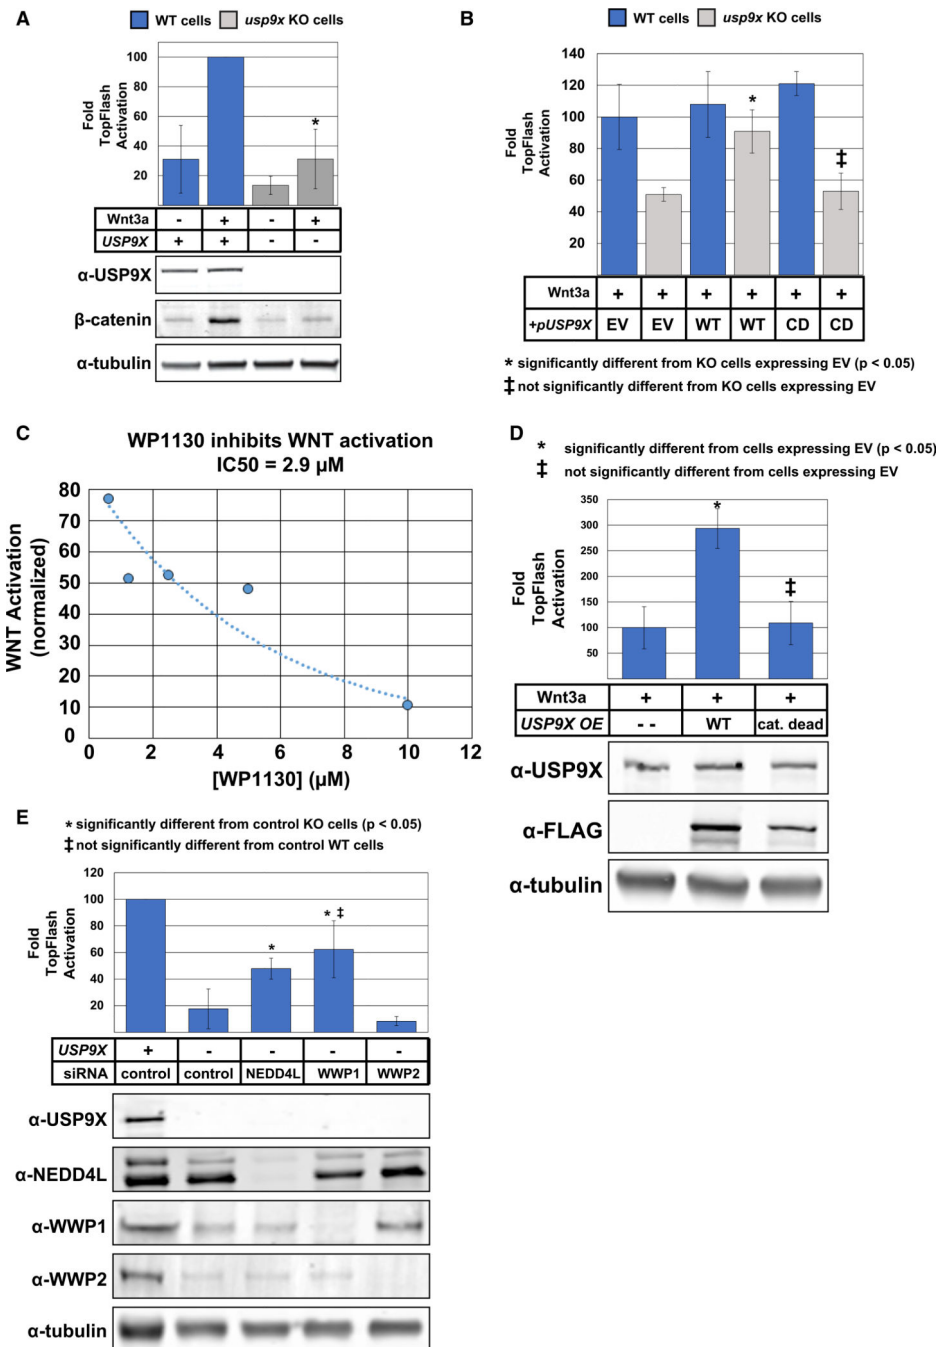 A
WT cells usp9x KO cells
Fold
TopFlash
Activation
100
80
60
40
20
*
Wnt3a - + - +
USP9X + + - -
α-USP9X
β-catenin
α-tubulin
B
WT cells usp9x KO cells
Fold
TopFlash
Activation
140
120
100
80
60
40
20
*
‡
Wnt3a + + + + + +
+pUSP9X EV EV WT WT CD CD
* significantly different from KO cells expressing EV (p < 0.05)
‡ not significantly different from KO cells expressing EV
C
WP1130 inhibits WNT activation
IC50 = 2.9 µM
WNT Activation
(normalized)
80
70
60
50
40
30
20
10
0
0 2 4 6 8 10 12
[WP1130] (µM)
D
* significantly different from cells expressing EV (p < 0.05)
‡ not significantly different from cells expressing EV
Fold
TopFlash
Activation
350
300
250
200
150
100
50
*
‡
Wnt3a + + +
USP9X OE - - WT cat. dead
α-USP9X
α-FLAG
α-tubulin
E
* significantly different from control KO cells (p < 0.05)
‡ not significantly different from control WT cells
Fold
TopFlash
Activation
120
100
80
60
40
20
*
* ‡
USP9X + - - - -
siRNA control control NEDD4L WWP1 WWP2
α-USP9X
α-NEDD4L
α-WWP1
α-WWP2
α-tubulin